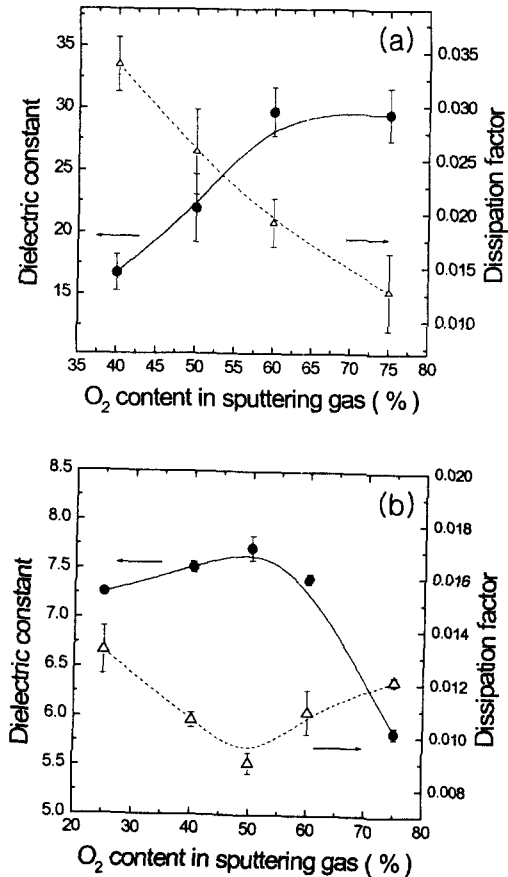 (a)
35
30
25
20
15
Dielectric constant
0.035
0.030
0.025
0.020
0.015
0.010
Dissipation factor
35 40 45 50 55 60 65 70 75 80
O₂ content in sputtering gas ( % )
(b)
8.5
8.0
7.5
7.0
6.5
6.0
5.5
5.0
Dielectric constant
0.020
0.018
0.016
0.014
0.012
0.010
0.008
Dissipation factor
20 30 40 50 60 70 80
O₂ content in sputtering gas ( % )